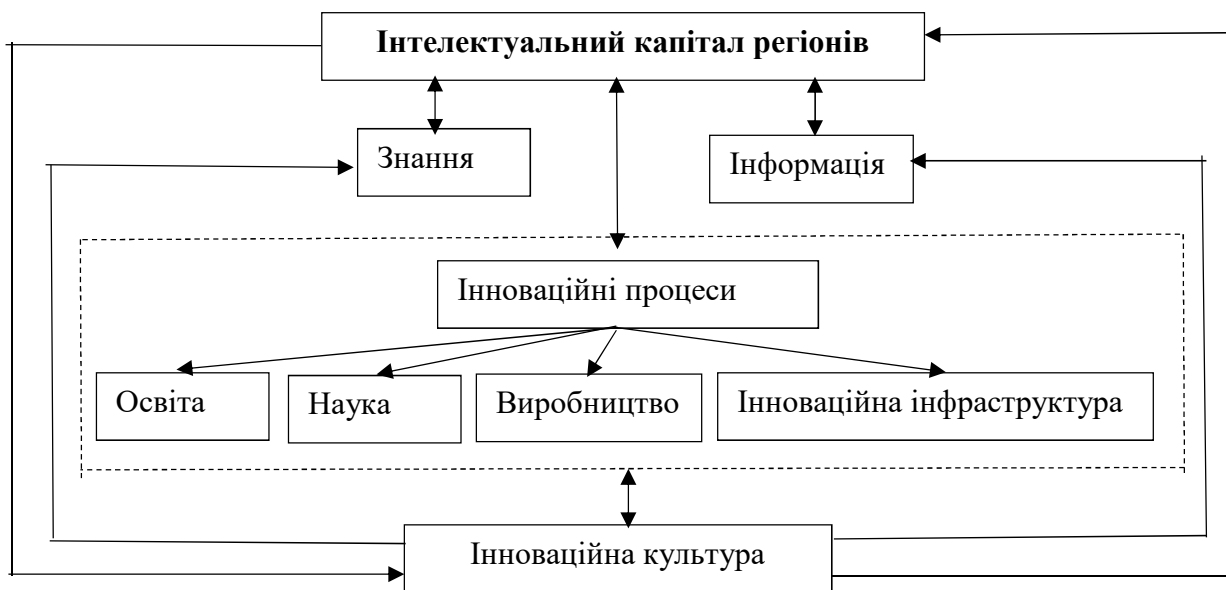 Інтелектуальний капітал регіонів
Знання
Інформація
Інноваційні процеси
Освіта
Наука
Виробництво
Інноваційна інфраструктура
Інноваційна культура